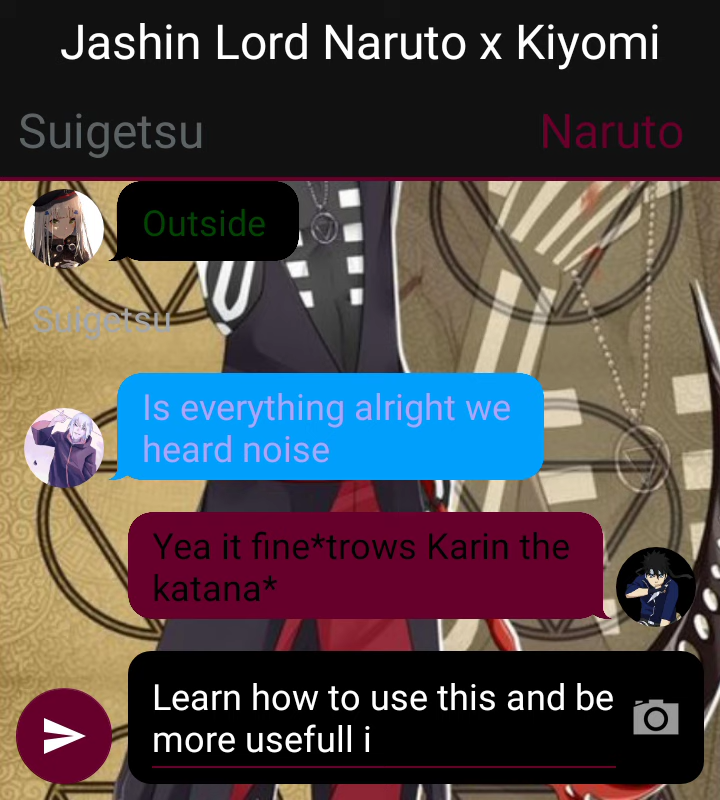 Jashin Lord Naruto x Kiyomi
Suigetsu
Naruto
Outside
Suigetsu
Is everything alright we
heard noise
Yea it fine*trows Karin the
katana*
Learn how to use this and be
more usefull i